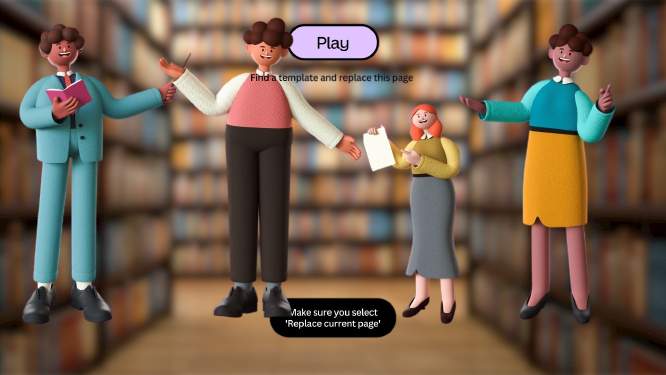 Play
Find a template and replace this page
Make sure you select
'Replace current page'